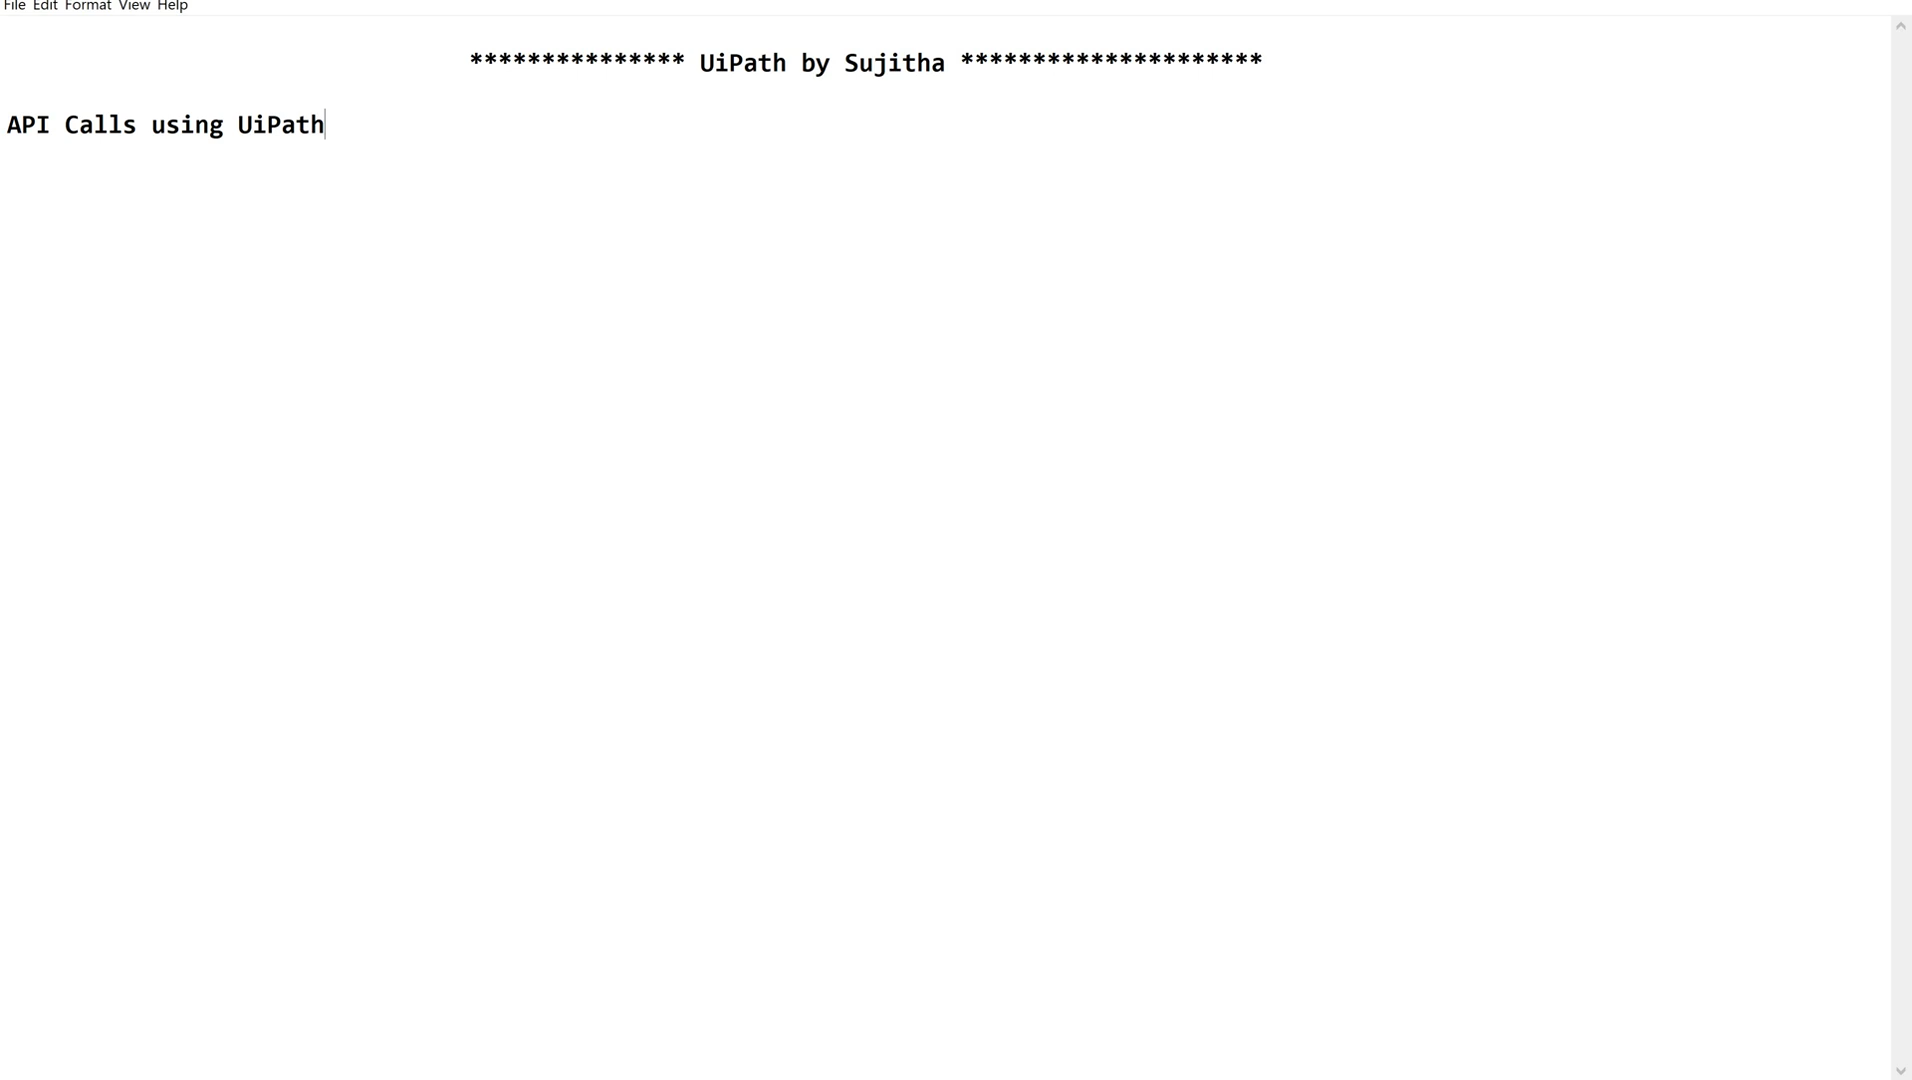 File Edit Format View Help
*************** UiPath by Sujitha *********************
API Calls using UiPath